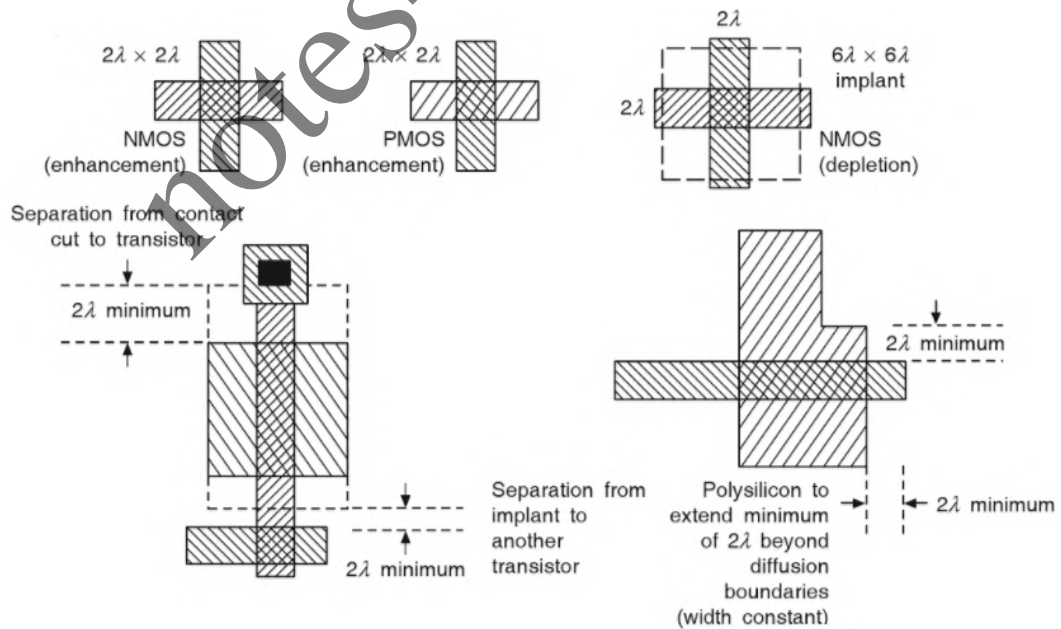 2λ × 2λ
NMOS
(enhancement)
2λ × 2λ
PMOS
(enhancement)
2λ
2λ
6λ × 6λ
implant
NMOS
(depletion)
notes
Separation from contact
cut to transistor
2λ minimum
Separation from
implant to
another
transistor
2λ minimum
2λ minimum
Polysilicon to
extend minimum
of 2λ beyond
diffusion
boundaries
(width constant)
2λ minimum